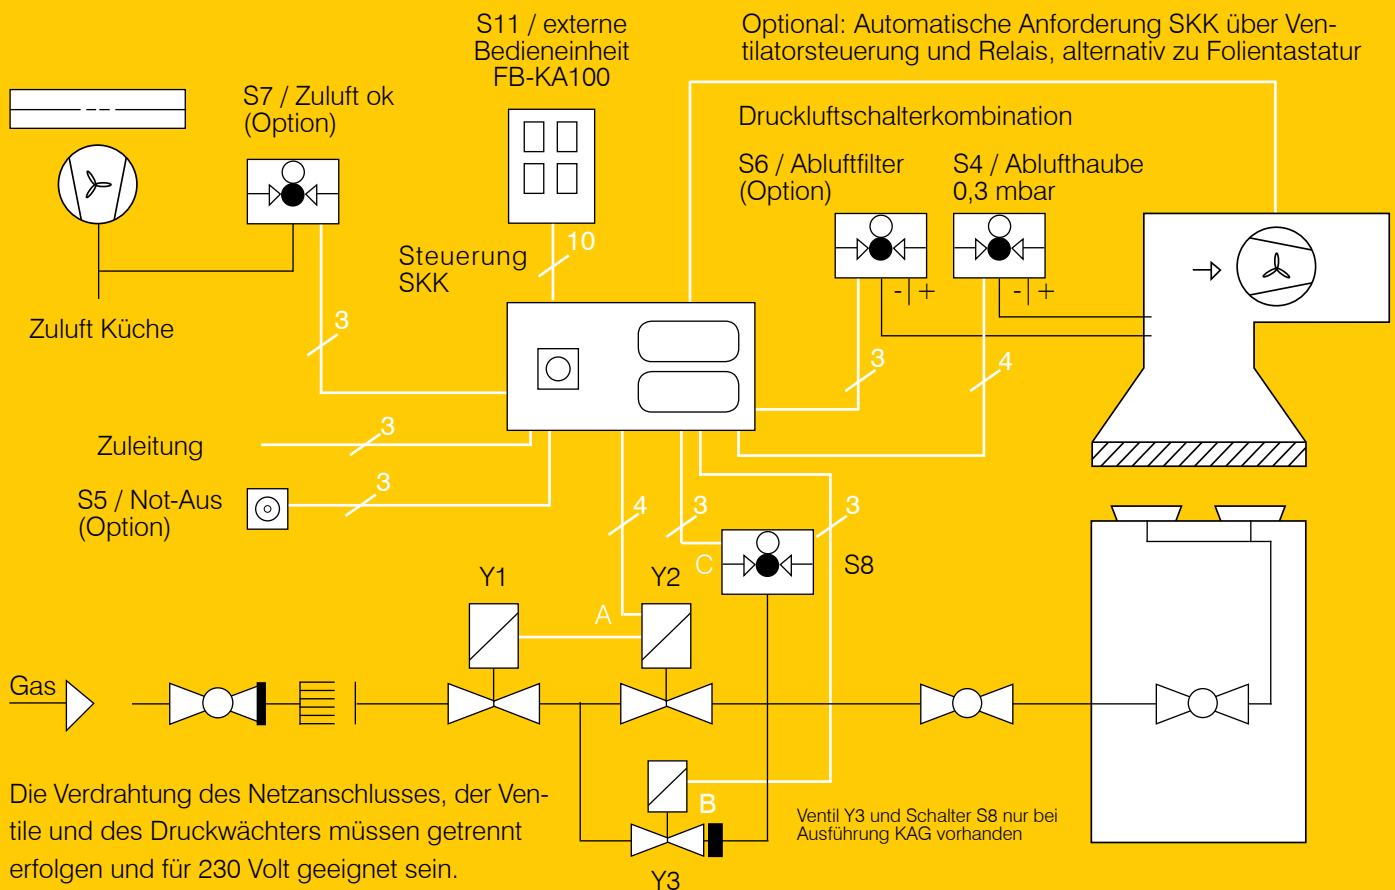 S11 / externe
Bedieneinheit
FB-KA100
Optional: Automatische Anforderung SKK über Ven-
tilatorsteuerung und Relais, alternativ zu Folientastatur
S7 / Zuluft ok
(Option)
Druckluftschalterkombination
S6 / Abluftfilter
(Option)
S4 / Ablufthaube
0,3 mbar
Steuerung
SKK
10
- | +
- | +
Zuluft Küche
3
3
4
Zuleitung
3
S5 / Not-Aus
(Option)
3
4
3
3
C
S8
Y1
Y2
A
Gas
B
Y3
Die Verdrahtung des Netzanschlusses, der Ven-
tile und des Druckwächters müssen getrennt
erfolgen und für 230 Volt geeignet sein.
Ventil Y3 und Schalter S8 nur bei
Ausführung KAG vorhanden